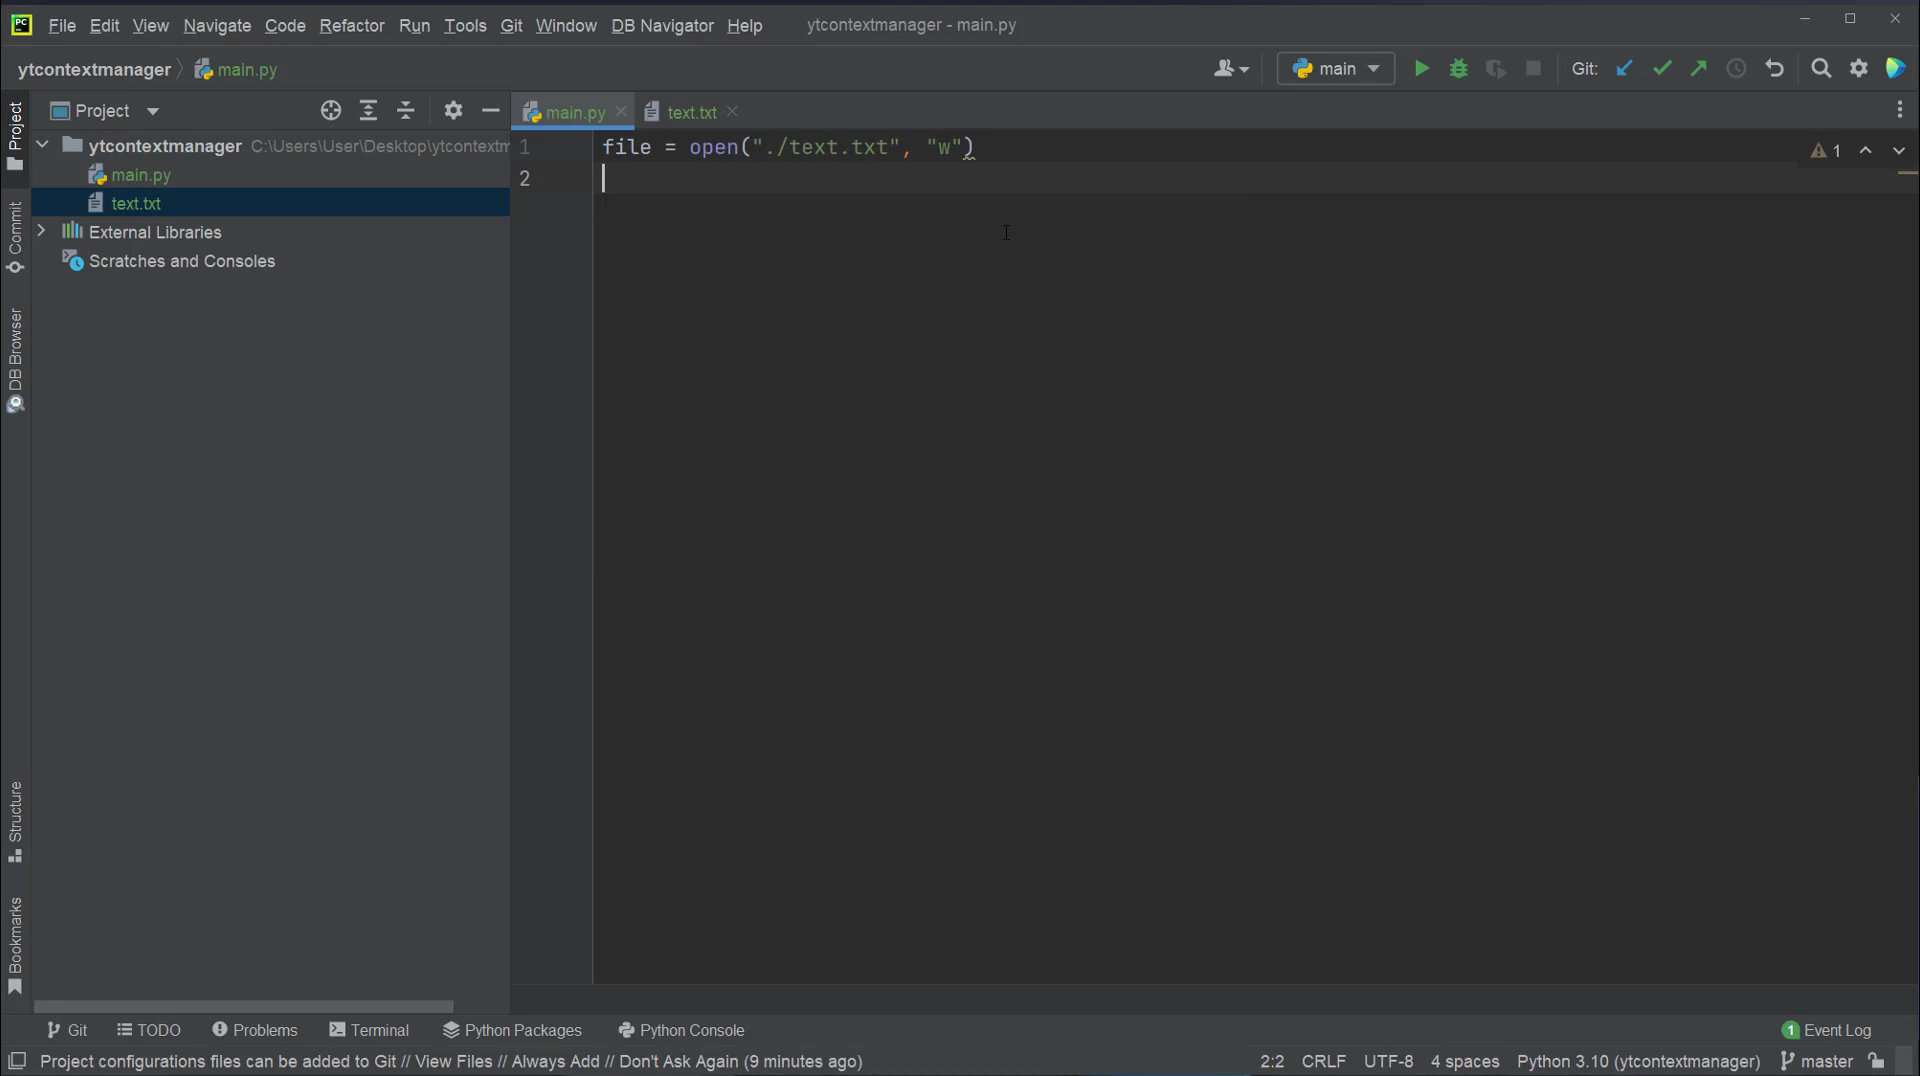 PC File Edit View Navigate Code Refactor Run Tools Git Window DB Navigator Help ytcontextmanager - main.py
ytcontextmanager main.py main Git:
Project main.py text.txt
ytcontextmanager C:\Users\User\Desktop\ytcontextm
main.py
text.txt
External Libraries
Scratches and Consoles
1 file = open("./text.txt", "w")
2
1
Project
Commit
DB Browser
Structure
Bookmarks
Git TODO Problems Terminal Python Packages Python Console 1 Event Log
Project configurations files can be added to Git // View Files // Always Add // Don't Ask Again (9 minutes ago) 2:2 CRLF UTF-8 4 spaces Python 3.10 (ytcontextmanager) master